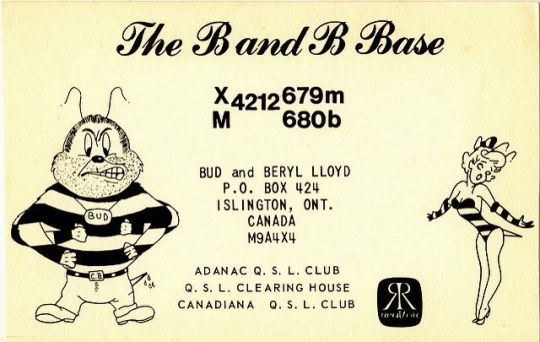 The B and B Base
X4212679m
M 680b
BUD and BERYL LLOYD
P.O. BOX 424
ISLINGTON, ONT.
CANADA
M9A4X4
BUD
CB
ADANAC Q. S. L. CLUB
Q. S. L. CLEARING HOUSE
CANADIANA Q. S. L. CLUB
RR